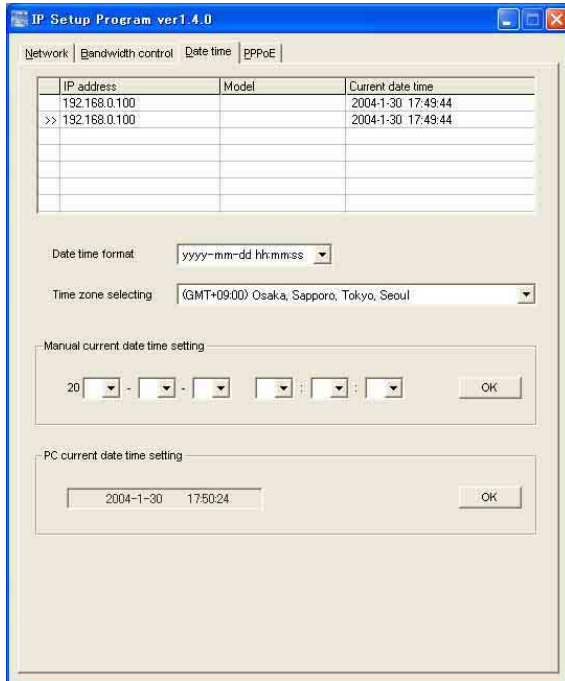 IP Setup Program ver1.4.0
Network Bandwidth control Date time PPPoE
IP address Model Current date time
192.168.0.100 2004-1-30 17:49:44
>> 192.168.0.100 2004-1-30 17:49:44
Date time format yyyy-mm-dd hh:mm:ss
Time zone selecting (GMT+09:00) Osaka, Sapporo, Tokyo, Seoul
Manual current date time setting
20 - - : : OK
PC current date time setting
2004-1-30 17:50:24 OK